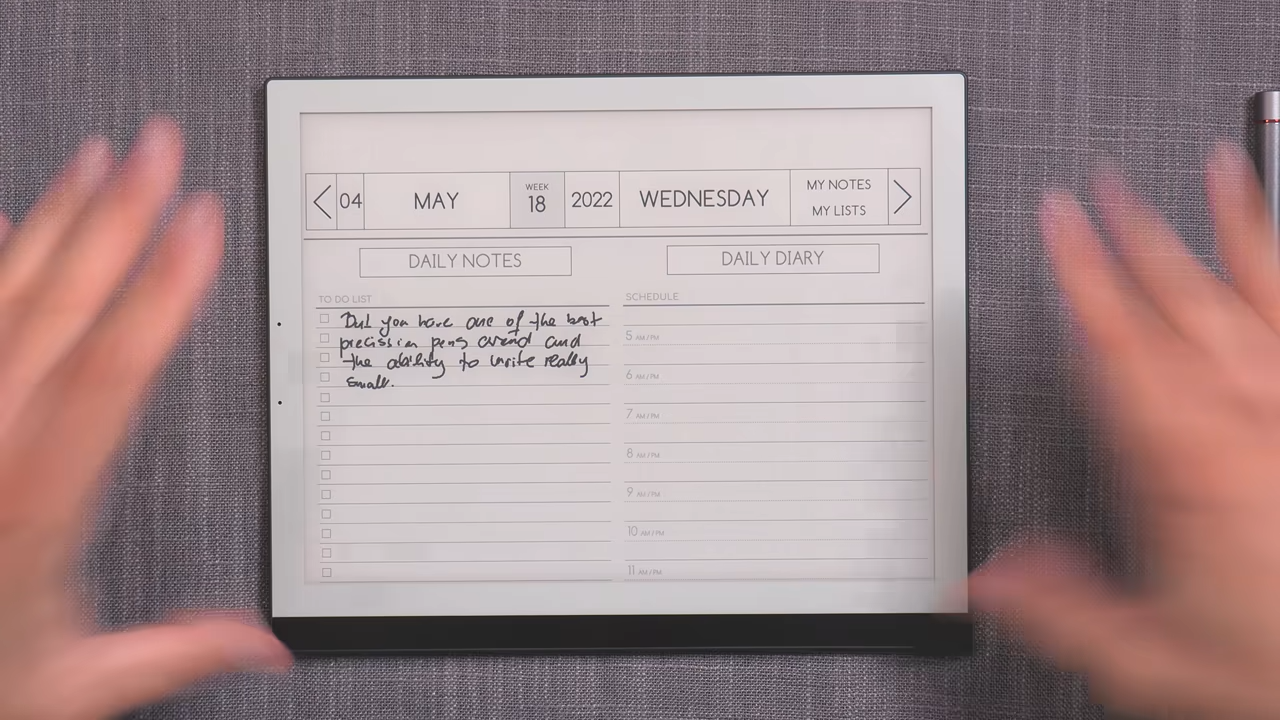 04 MAY WEEK 18 2022 WEDNESDAY MY NOTES
MY LISTS
DAILY NOTES
DAILY DIARY
TO DO LIST
But you have one of the best
precission pens arend and
the ability to write really
small.
SCHEDULE
5 AM/PM
6 AM/PM
7 AM/PM
8 AM/PM
9 AM/PM
10 AM/PM
11 AM/PM